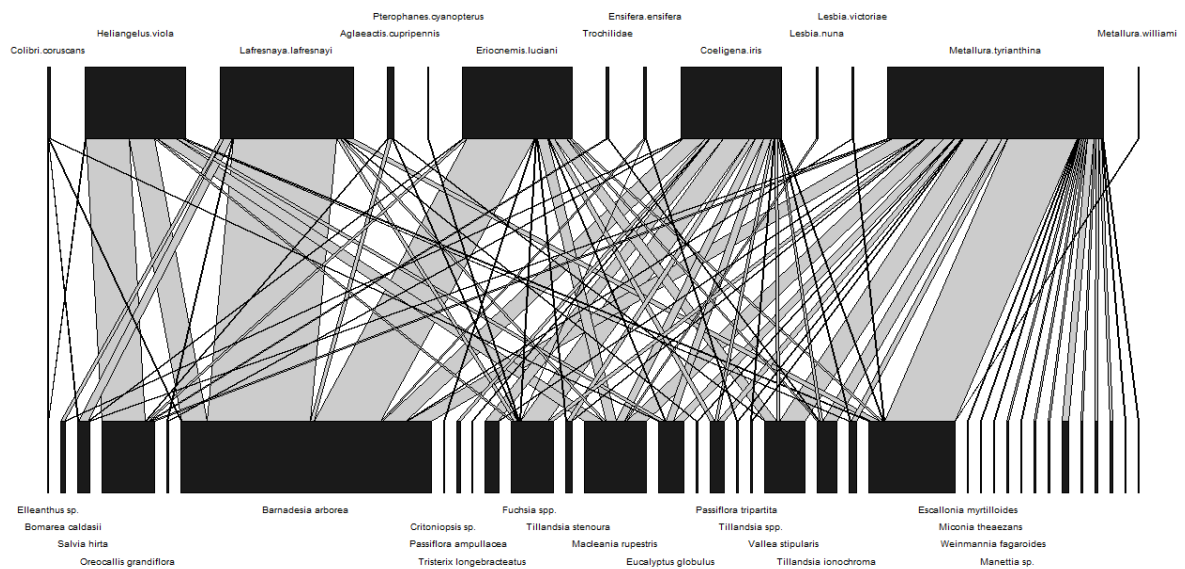 Pterophanes.cyanopterus Ensifera.ensifera Lesbia.victoriae
Heliangelus.viola Aglaeactis.cupripennis Trochilidae Lesbia.nuna Metallura.williami
Colibri.coruscans Lafresnaya.lafresnayi Eriocnemis.luciani Coeligena.iris Metallura.tyrianthina
Elleanthus sp. Barnadesia arborea Fuchsia spp. Passiflora tripartita Escallonia myrtilloides
Bomarea caldasii Critoniopsis sp. Tillandsia stenoura Tillandsia spp. Miconia theaezans
Salvia hirta Passiflora ampullacea Macleania rupestris Vallea stipularis Weinmannia fagaroides
Oreocallis grandiflora Tristerix longebracteatus Eucalyptus globulus Tillandsia ionochroma Manettia sp.